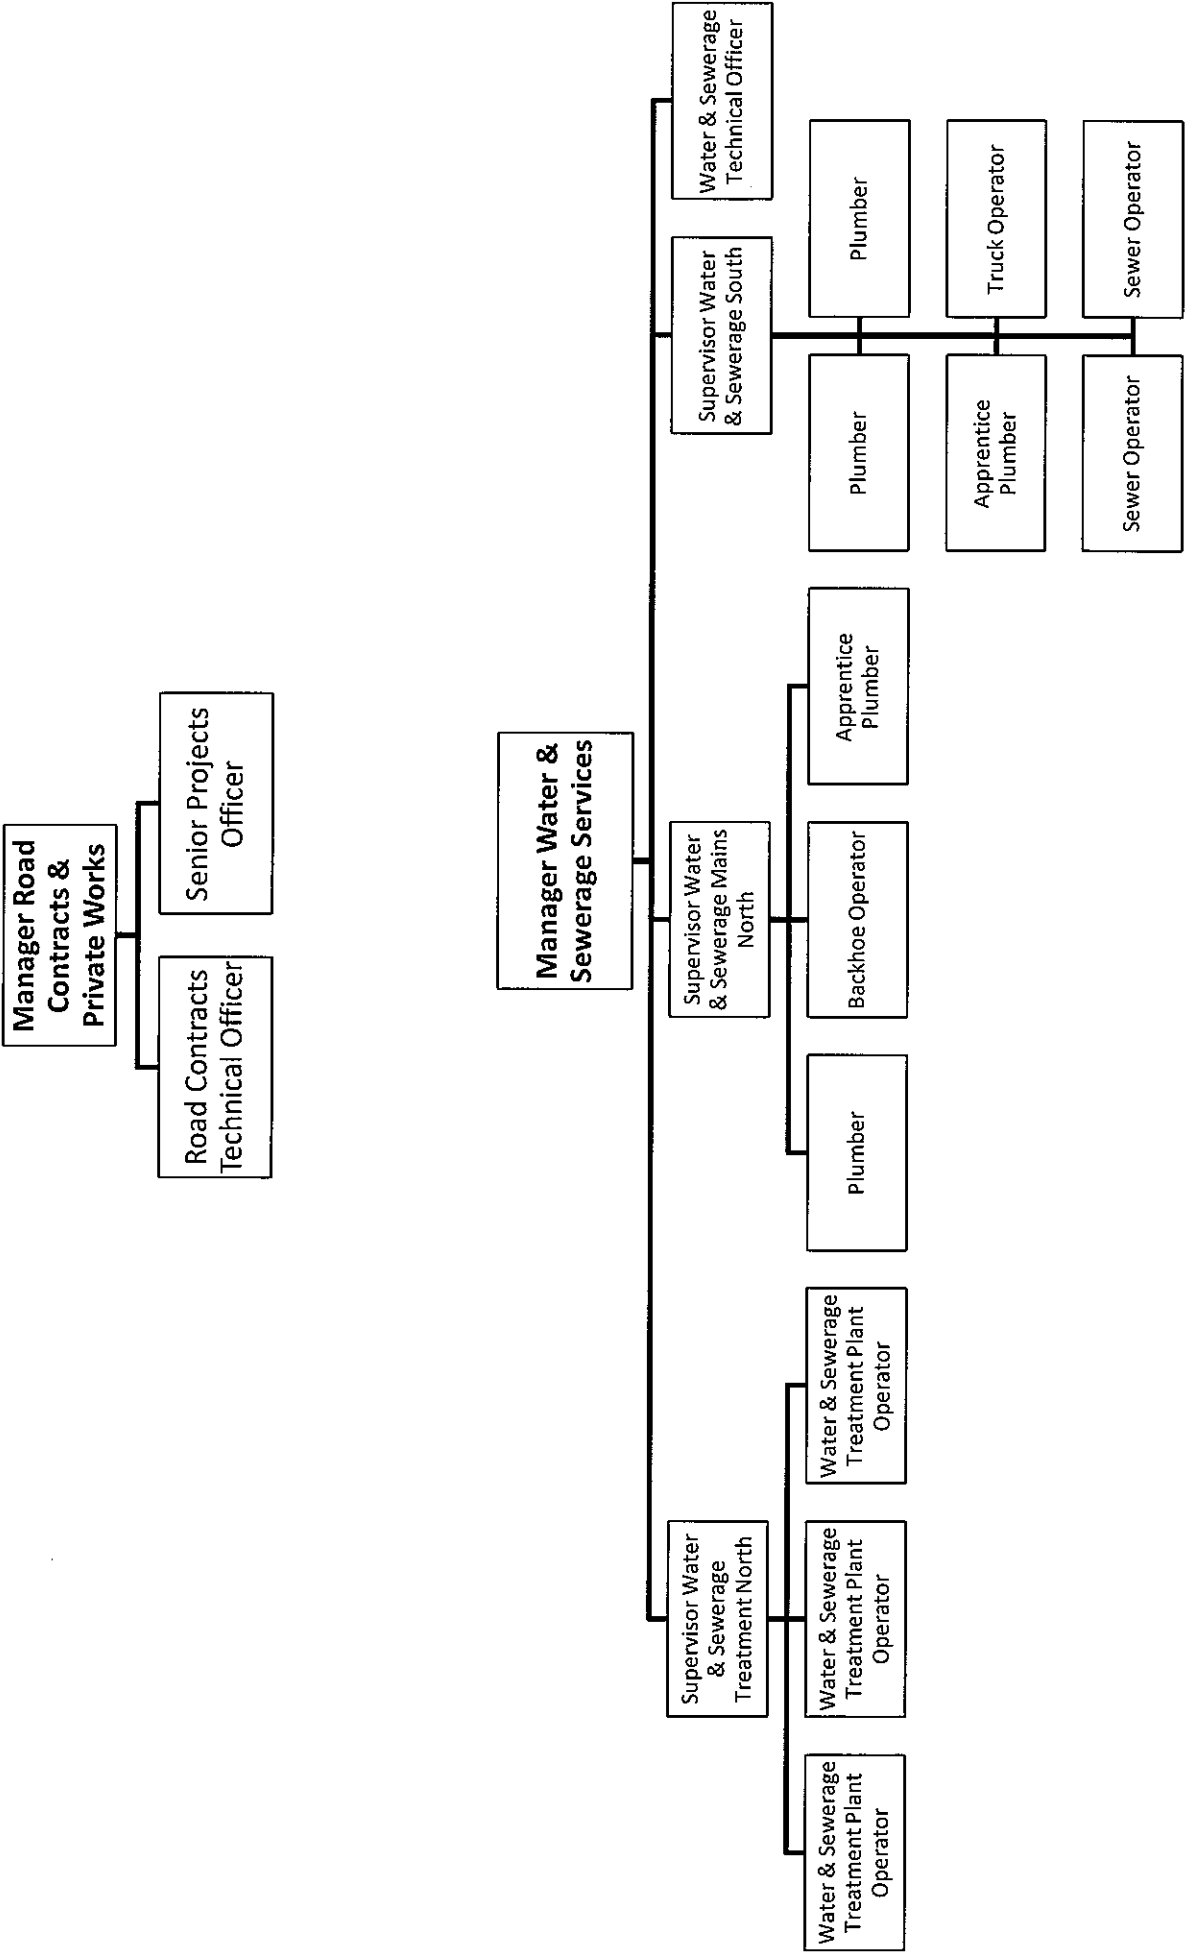 Manager Road
Contracts &
Private Works
Road Contracts
Technical Officer
Senior Projects
Officer
Manager Water &
Sewerage Services
Supervisor Water
& Sewerage
Treatment North
Supervisor Water
& Sewerage Mains
North
Supervisor Water
& Sewerage South
Water & Sewerage
Technical Officer
Water & Sewerage
Treatment Plant
Operator
Water & Sewerage
Treatment Plant
Operator
Water & Sewerage
Treatment Plant
Operator
Plumber
Backhoe Operator
Apprentice
Plumber
Plumber
Plumber
Apprentice
Plumber
Truck Operator
Sewer Operator
Sewer Operator